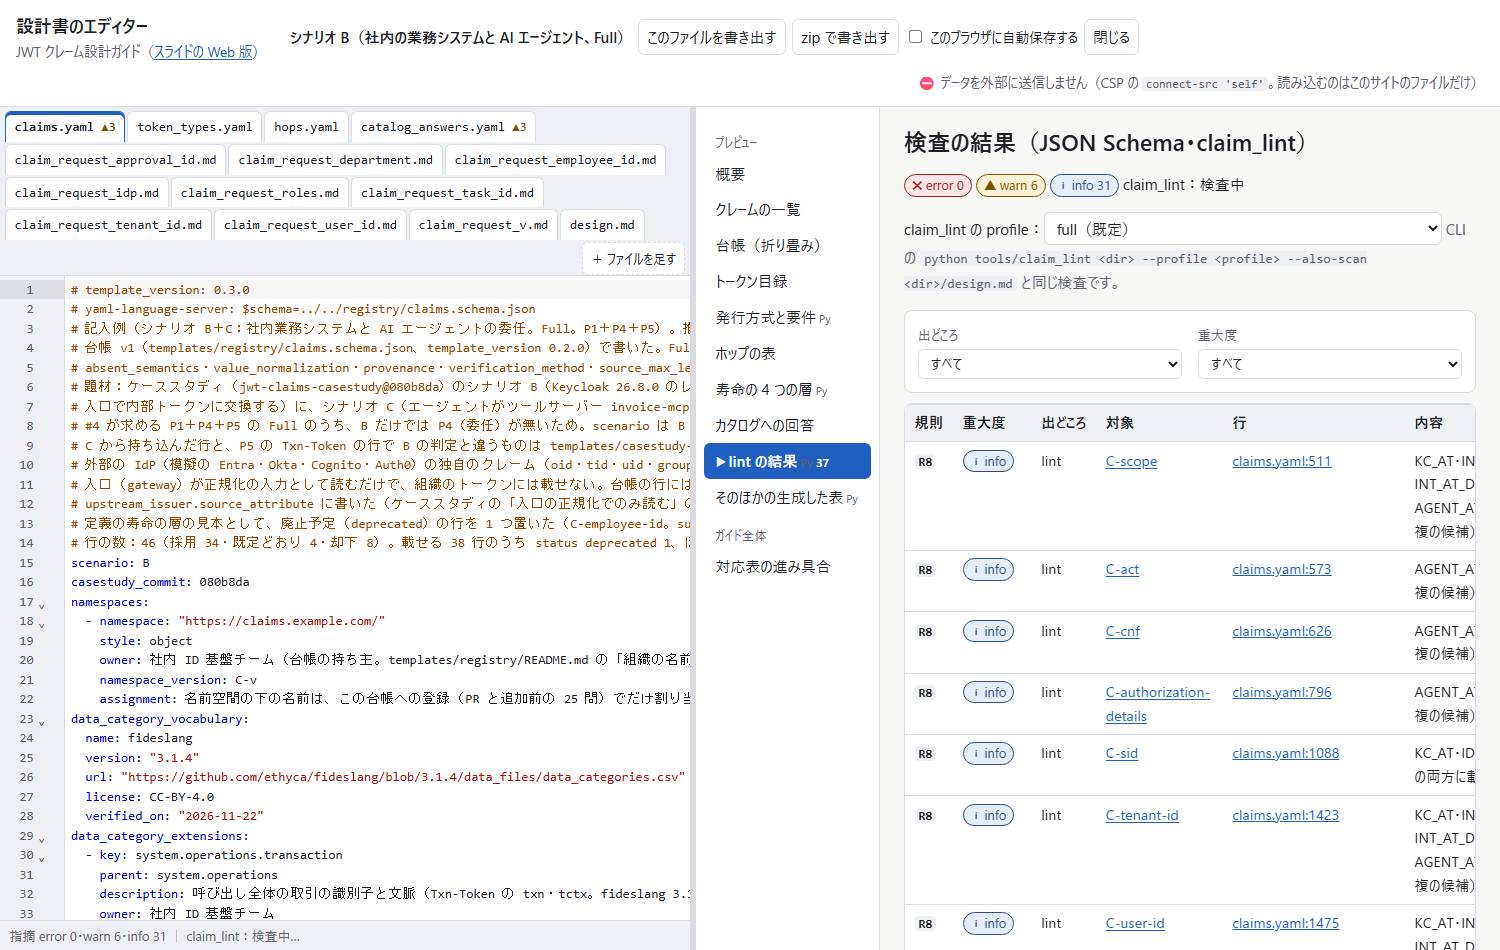 設計書のエディター
JWT クレーム設計ガイド（スライドの Web 版）
シナリオ B（社内の業務システムと AI エージェント、Full）
このファイルを書き出す
zip で書き出す
このブラウザに自動保存する
閉じる
データを外部に送信しません（CSP の connect-src 'self'。読み込むのはこのサイトのファイルだけ）
claims.yaml ▲3
token_types.yaml
hops.yaml
catalog_answers.yaml ▲3
claim_request_approval_id.md
claim_request_department.md
claim_request_employee_id.md
claim_request_idp.md
claim_request_roles.md
claim_request_task_id.md
claim_request_tenant_id.md
claim_request_user_id.md
claim_request_v.md
design.md
＋ ファイルを足す
1 # template_version: 0.3.0
2 # yaml-language-server: $schema=../../registry/claims.schema.json
3 # 記入例（シナリオ B＋C：社内業務システムと AI エージェントの委任。Full。P1＋P4＋P5）。
4 # 台帳 v1（templates/registry/claims.schema.json、template_version 0.2.0）で書いた。Ful
5 # absent_semantics・value_normalization・provenance・verification_method・source_max_le
6 # 題材：ケーススタディ（jwt-claims-casestudy@080b8da）のシナリオ B（Keycloak 26.8.0 のレ
7 # 入口で内部トークンに交換する）に、シナリオ C（エージェントがツールサーバー invoice-mcp
8 # #4 が求める P1＋P4＋P5 の Full のうち、B だけでは P4（委任）が無いため。scenario は B
9 # C から持ち込んだ行と、P5 の Txn-Token の行で B の判定と違うものは templates/casestudy-
10 # 外部の IdP（模擬の Entra・Okta・Cognito・Auth0）の独自のクレーム（oid・tid・uid・group
11 # 入口（gateway）が正規化の入力として読むだけで、組織のトークンには載せない。台帳の行には
12 # upstream_issuer.source_attribute に書いた（ケーススタディの「入口の正規化でのみ読む」の
13 # 定義の寿命の層の見本として、廃止予定（deprecated）の行を 1 つ置いた（C-employee-id。su
14 # 行の数：46（採用 34・既定どおり 4・却下 8）。載せる 38 行のうち status deprecated 1、
15 scenario: B
16 casestudy_commit: 080b8da
17 namespaces:
18 - namespace: "https://claims.example.com/"
19 style: object
20 owner: 社内 ID 基盤チーム（台帳の持ち主。templates/registry/README.md の「組織の名前
21 namespace_version: C-v
22 assignment: 名前空間の下の名前は、この台帳への登録（PR と追加前の 25 問）でだけ割り当
23 data_category_vocabulary:
24 name: fideslang
25 version: "3.1.4"
26 url: "https://github.com/ethyca/fideslang/blob/3.1.4/data_files/data_categories.csv"
27 license: CC-BY-4.0
28 verified_on: "2026-11-22"
29 data_category_extensions:
30 - key: system.operations.transaction
31 parent: system.operations
32 description: 呼び出し全体の取引の識別子と文脈（Txn-Token の txn・tctx。fideslang 3.1
33 owner: 社内 ID 基盤チーム
指摘 error 0・warn 6・info 31
claim_lint：検査中…
プレビュー
概要
クレームの一覧
台帳（折り畳み）
トークン目録
発行方式と要件 Py
ホップの表
寿命の 4 つの層 Py
カタログへの回答
▶ lint の結果 Py 37
そのほかの生成した表 Py
ガイド全体
対応表の進み具合
検査の結果（JSON Schema・claim_lint）
✕ error 0 ▲ warn 6 i info 31 claim_lint：検査中
claim_lint の profile： full（既定） CLI
の python tools/claim_lint <dir> --profile <profile> --also-scan
<dir>/design.md と同じ検査です。
出どころ
すべて
重大度
すべて
規則 重大度 出どころ 対象 行 内容
R8 i info lint C-scope claims.yaml:511 KC_AT・IN
INT_AT_D
AGENT_A
複の候補）
R8 i info lint C-act claims.yaml:573 AGENT_A
複の候補）
R8 i info lint C-cnf claims.yaml:626 AGENT_A
複の候補）
R8 i info lint C-authorization-details claims.yaml:796 AGENT_A
複の候補）
R8 i info lint C-sid claims.yaml:1088 KC_AT・ID
の両方に載
R8 i info lint C-tenant-id claims.yaml:1423 KC_AT・IN
INT_AT_D
AGENT_A
複の候補）
R8 i info lint C-user-id claims.yaml:1475 KC_AT・IN
INT_AT_D